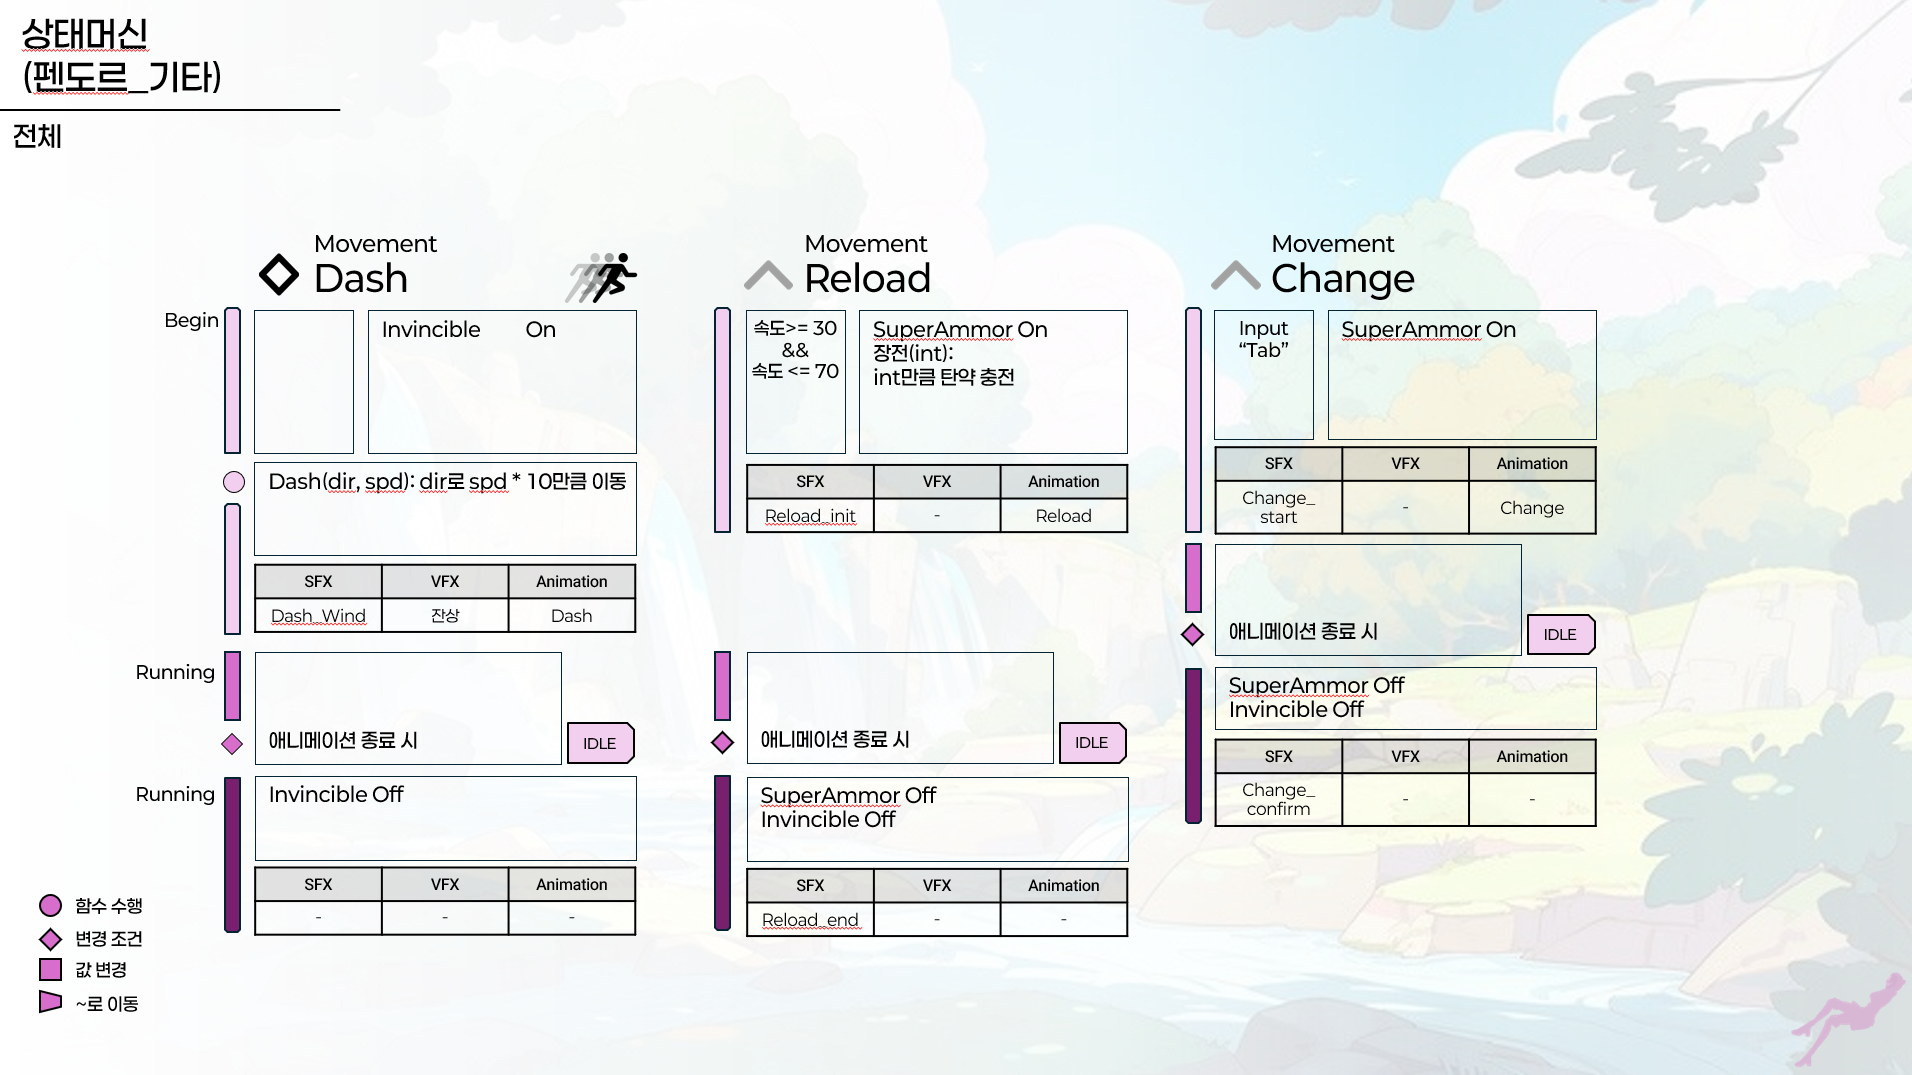 상태머신
(펜도르_기타)
전체
Movement
Dash
Begin
Invincible On
Dash(dir, spd): dir로 spd * 10만큼 이동
SFX VFX Animation
Dash_Wind 잔상 Dash
Running
애니메이션 종료 시
IDLE
Running
Invincible Off
SFX VFX Animation
- - -
Movement
Reload
속도>= 30
&&
속도 <= 70
SuperAmmor On
장전(int):
int만큼 탄약 충전
SFX VFX Animation
Reload_init - Reload
애니메이션 종료 시
IDLE
SuperAmmor Off
Invincible Off
SFX VFX Animation
Reload_end - -
Movement
Change
Input
“Tab”
SuperAmmor On
SFX VFX Animation
Change_
start
-
Change
애니메이션 종료 시
IDLE
SuperAmmor Off
Invincible Off
SFX VFX Animation
Change_
confirm
-
-
함수 수행
변경 조건
값 변경
~로 이동